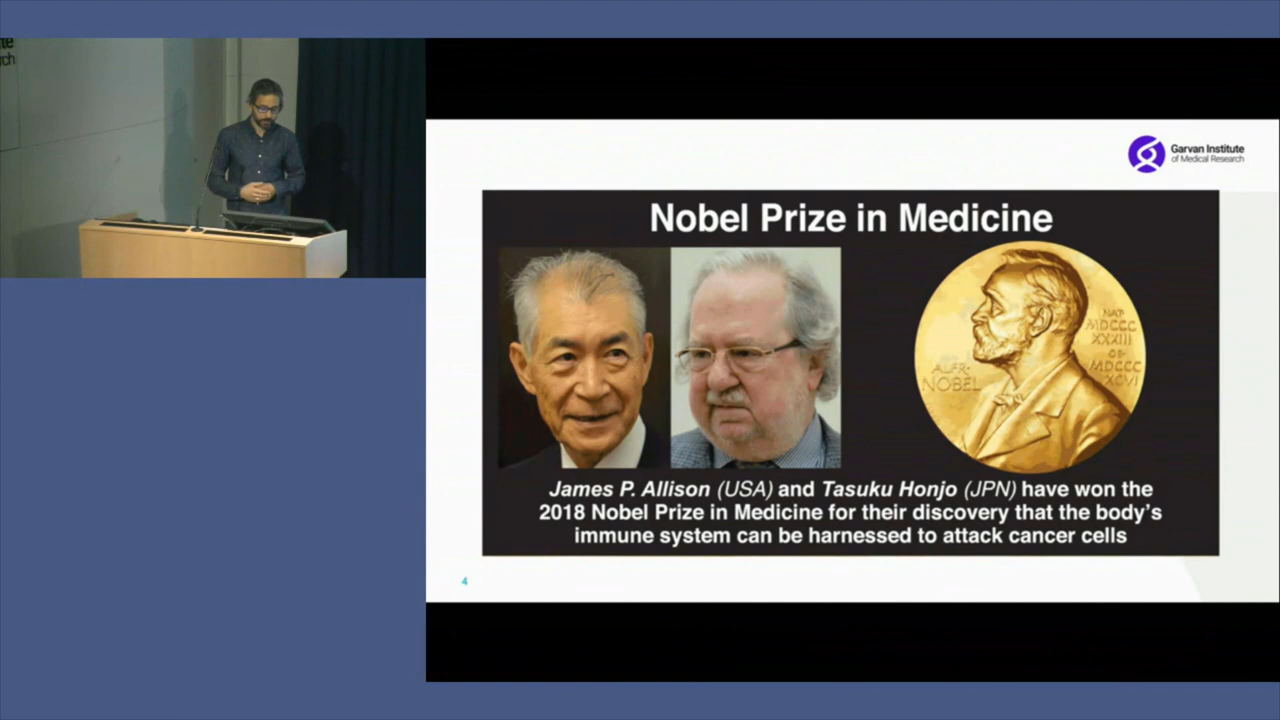 te
rch
Garvan Institute
of Medical Research
Nobel Prize in Medicine
ALFR·
NOBEL
NAT·
MDCCC
XXXIII
OB·
MDCCC
XCVI
James P. Allison (USA) and Tasuku Honjo (JPN) have won the
2018 Nobel Prize in Medicine for their discovery that the body's
immune system can be harnessed to attack cancer cells
4